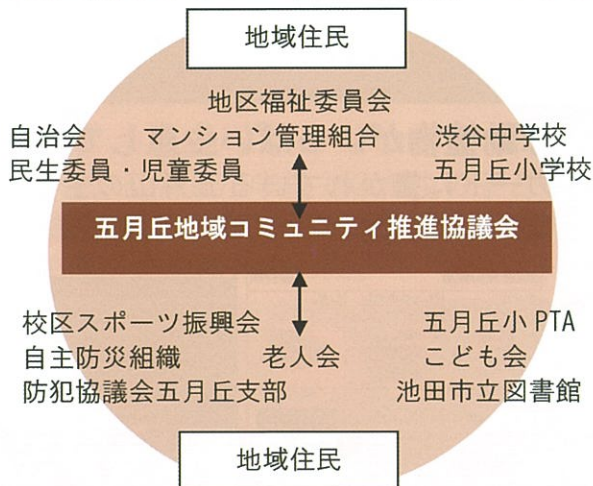 地域住民
地区福祉委員会
自治会 マンション管理組合 渋谷中学校
民生委員・児童委員 五月丘小学校
五月丘地域コミュニティ推進協議会
校区スポーツ振興会 五月丘小 PTA
自主防災組織 老人会 こども会
防犯協議会五月丘支部 池田市立図書館
地域住民